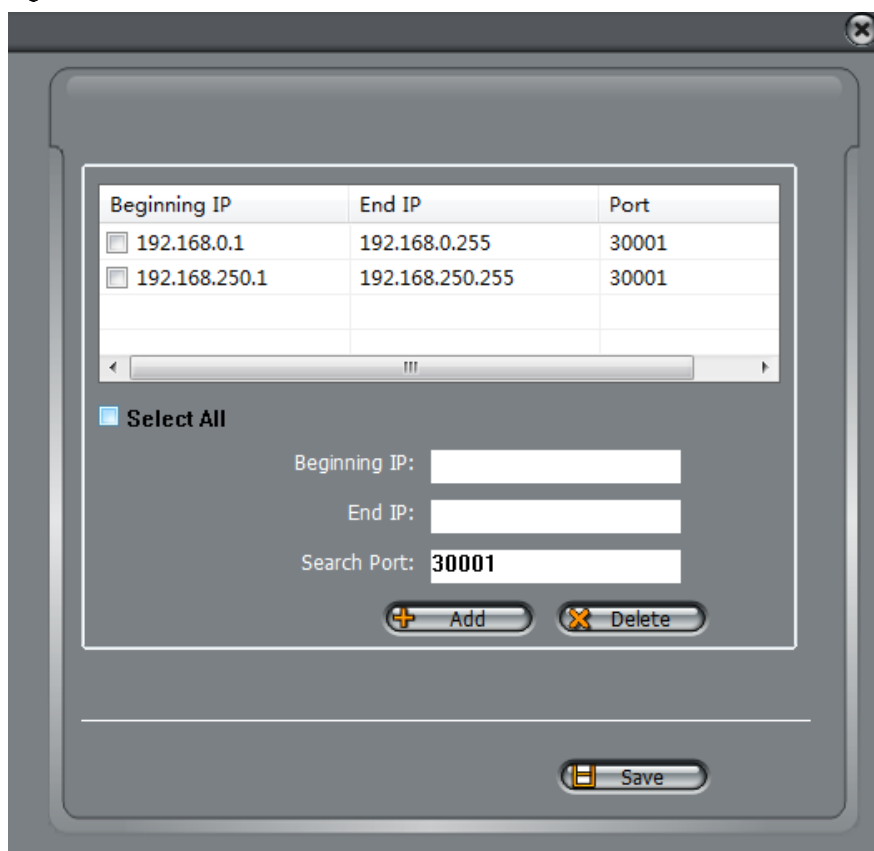 Beginning IP End IP Port
192.168.0.1 192.168.0.255 30001
192.168.250.1 192.168.250.255 30001
Select All
Beginning IP:
End IP:
Search Port: 30001
Add Delete
Save